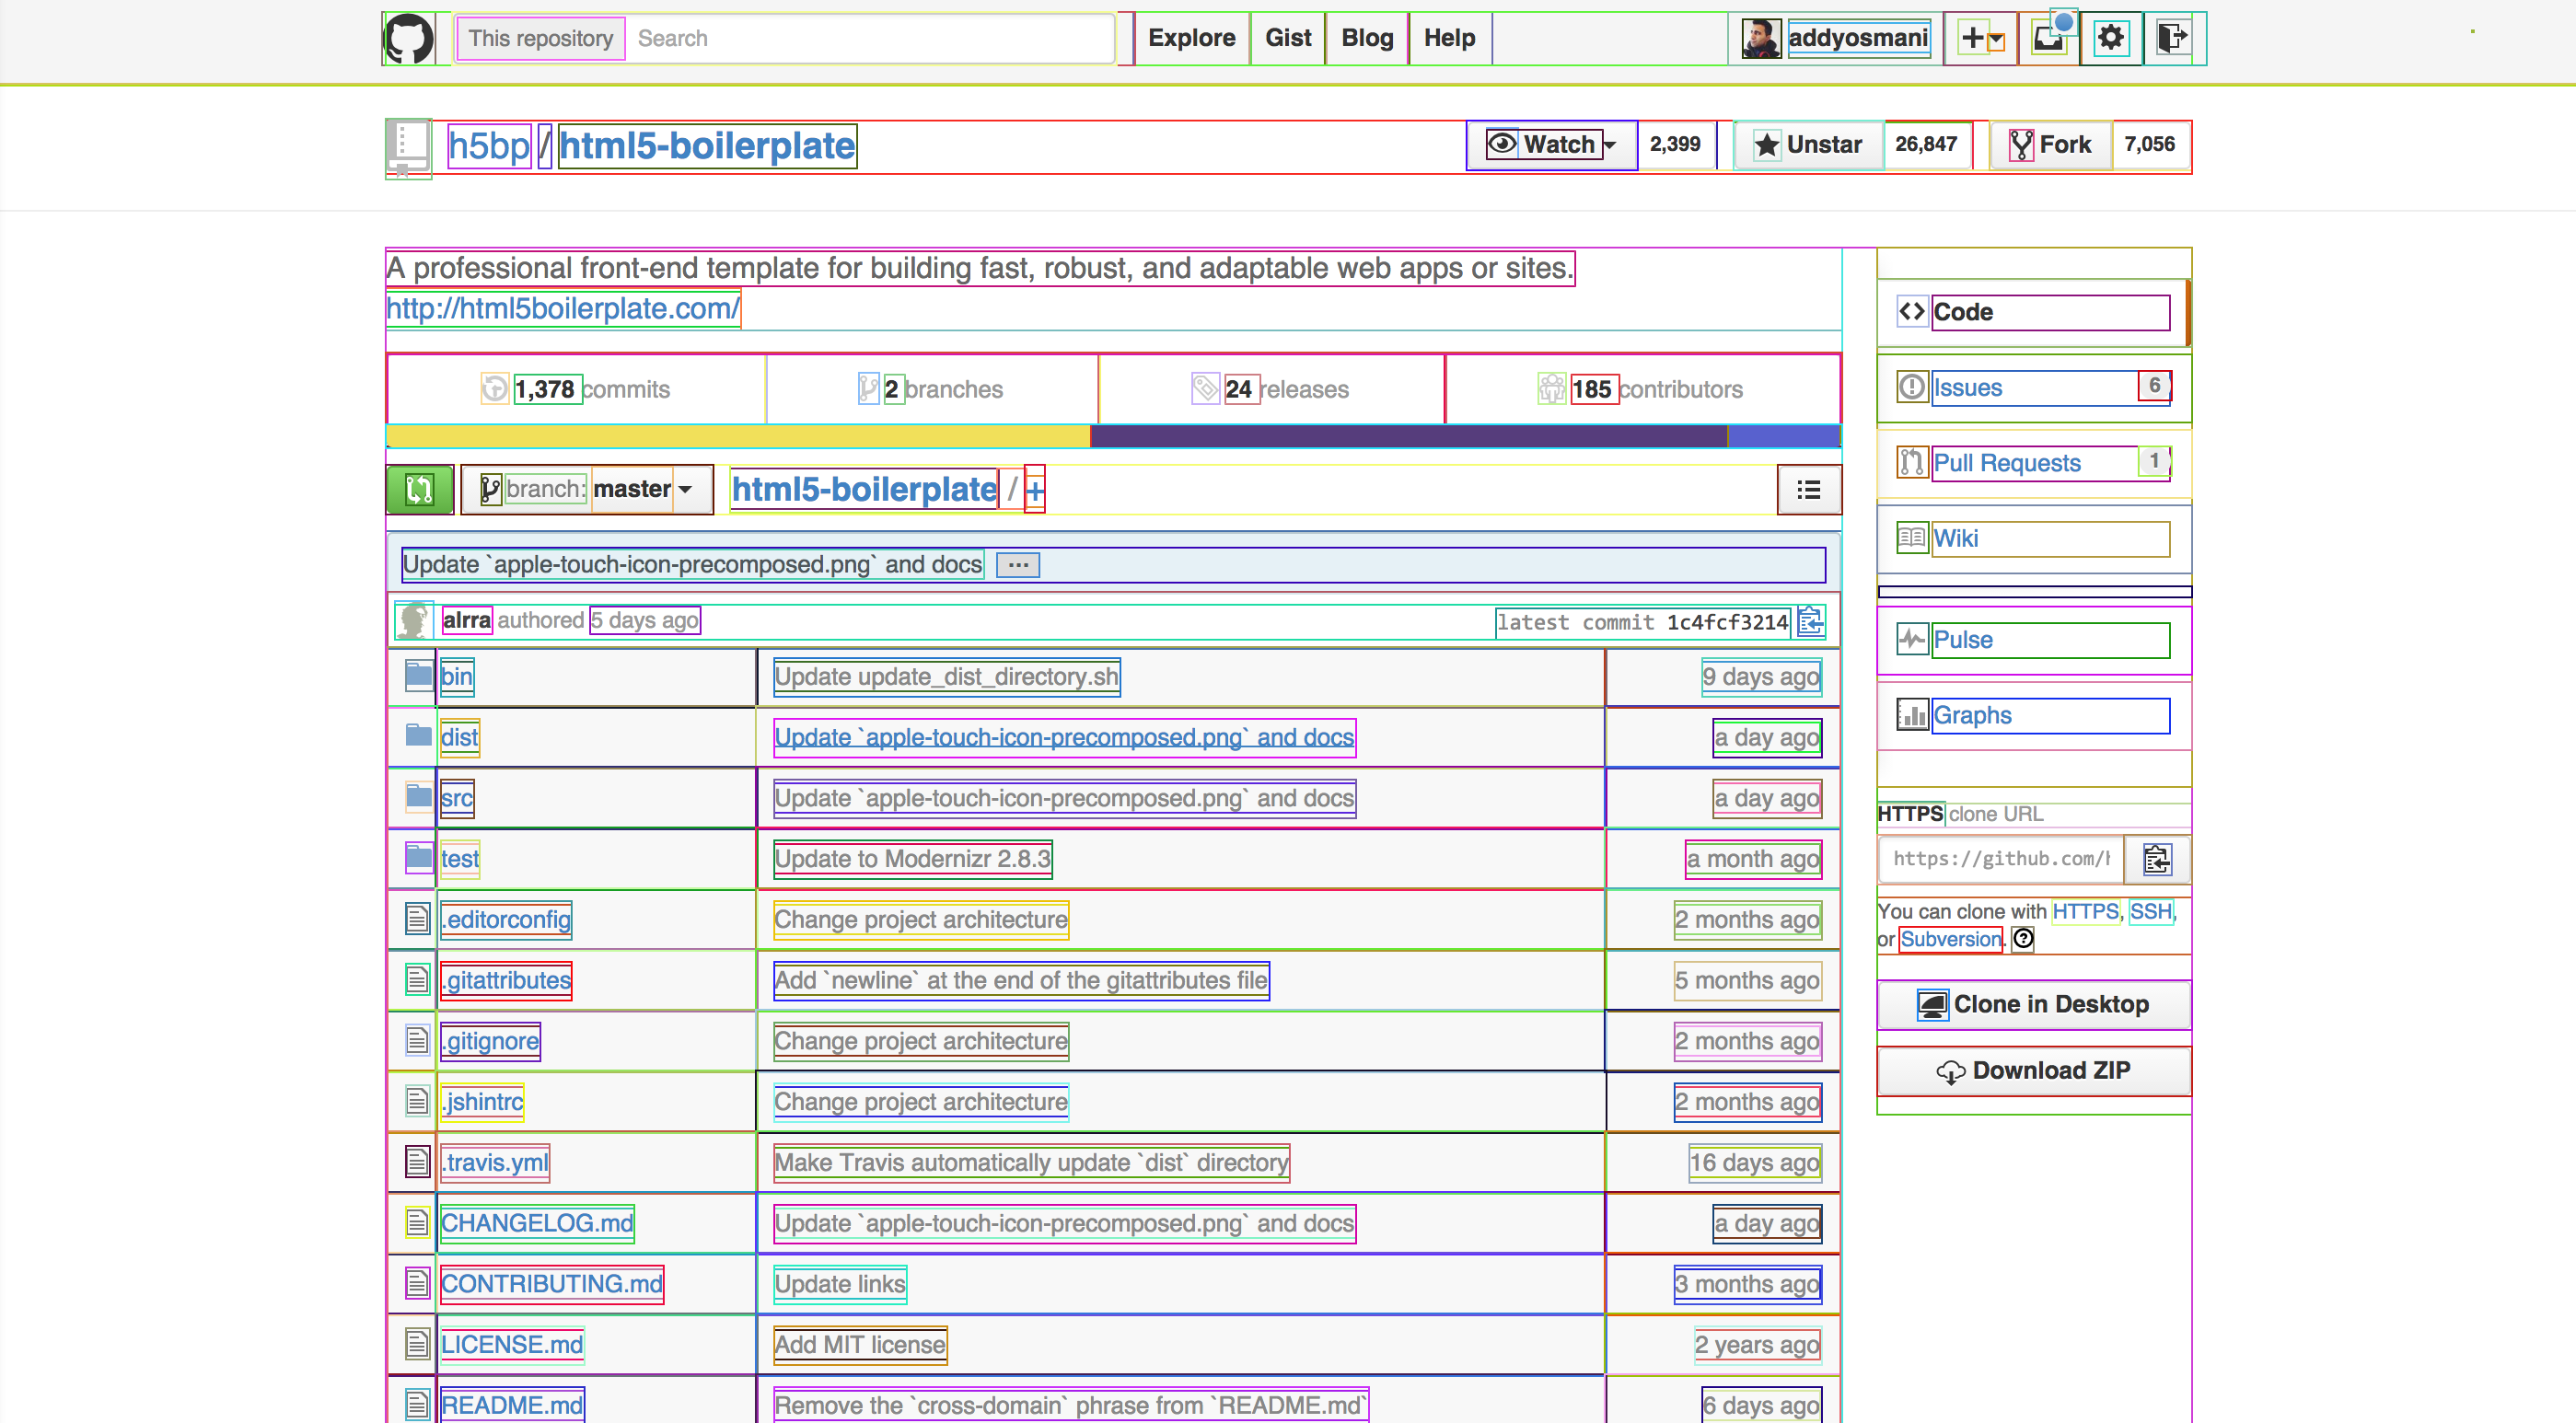 This repository Search Explore Gist Blog Help addyosmani
h5bp / html5-boilerplate Watch 2,399 Unstar 26,847 Fork 7,056
A professional front-end template for building fast, robust, and adaptable web apps or sites.
http://html5boilerplate.com/
1,378 commits 2 branches 24 releases 185 contributors
branch: master html5-boilerplate / +
Update `apple-touch-icon-precomposed.png` and docs ...
alrra authored 5 days ago latest commit 1c4fcf3214
bin Update update_dist_directory.sh 9 days ago
dist Update `apple-touch-icon-precomposed.png` and docs a day ago
src Update `apple-touch-icon-precomposed.png` and docs a day ago
test Update to Modernizr 2.8.3 a month ago
.editorconfig Change project architecture 2 months ago
.gitattributes Add `newline` at the end of the gitattributes file 5 months ago
.gitignore Change project architecture 2 months ago
.jshintrc Change project architecture 2 months ago
.travis.yml Make Travis automatically update `dist` directory 16 days ago
CHANGELOG.md Update `apple-touch-icon-precomposed.png` and docs a day ago
CONTRIBUTING.md Update links 3 months ago
LICENSE.md Add MIT license 2 years ago
README.md Remove the `cross-domain` phrase from `README.md` 6 days ago
Code
Issues 6
Pull Requests 1
Wiki
Pulse
Graphs
HTTPS clone URL
https://github.com/h
You can clone with HTTPS, SSH,
or Subversion.
Clone in Desktop
Download ZIP